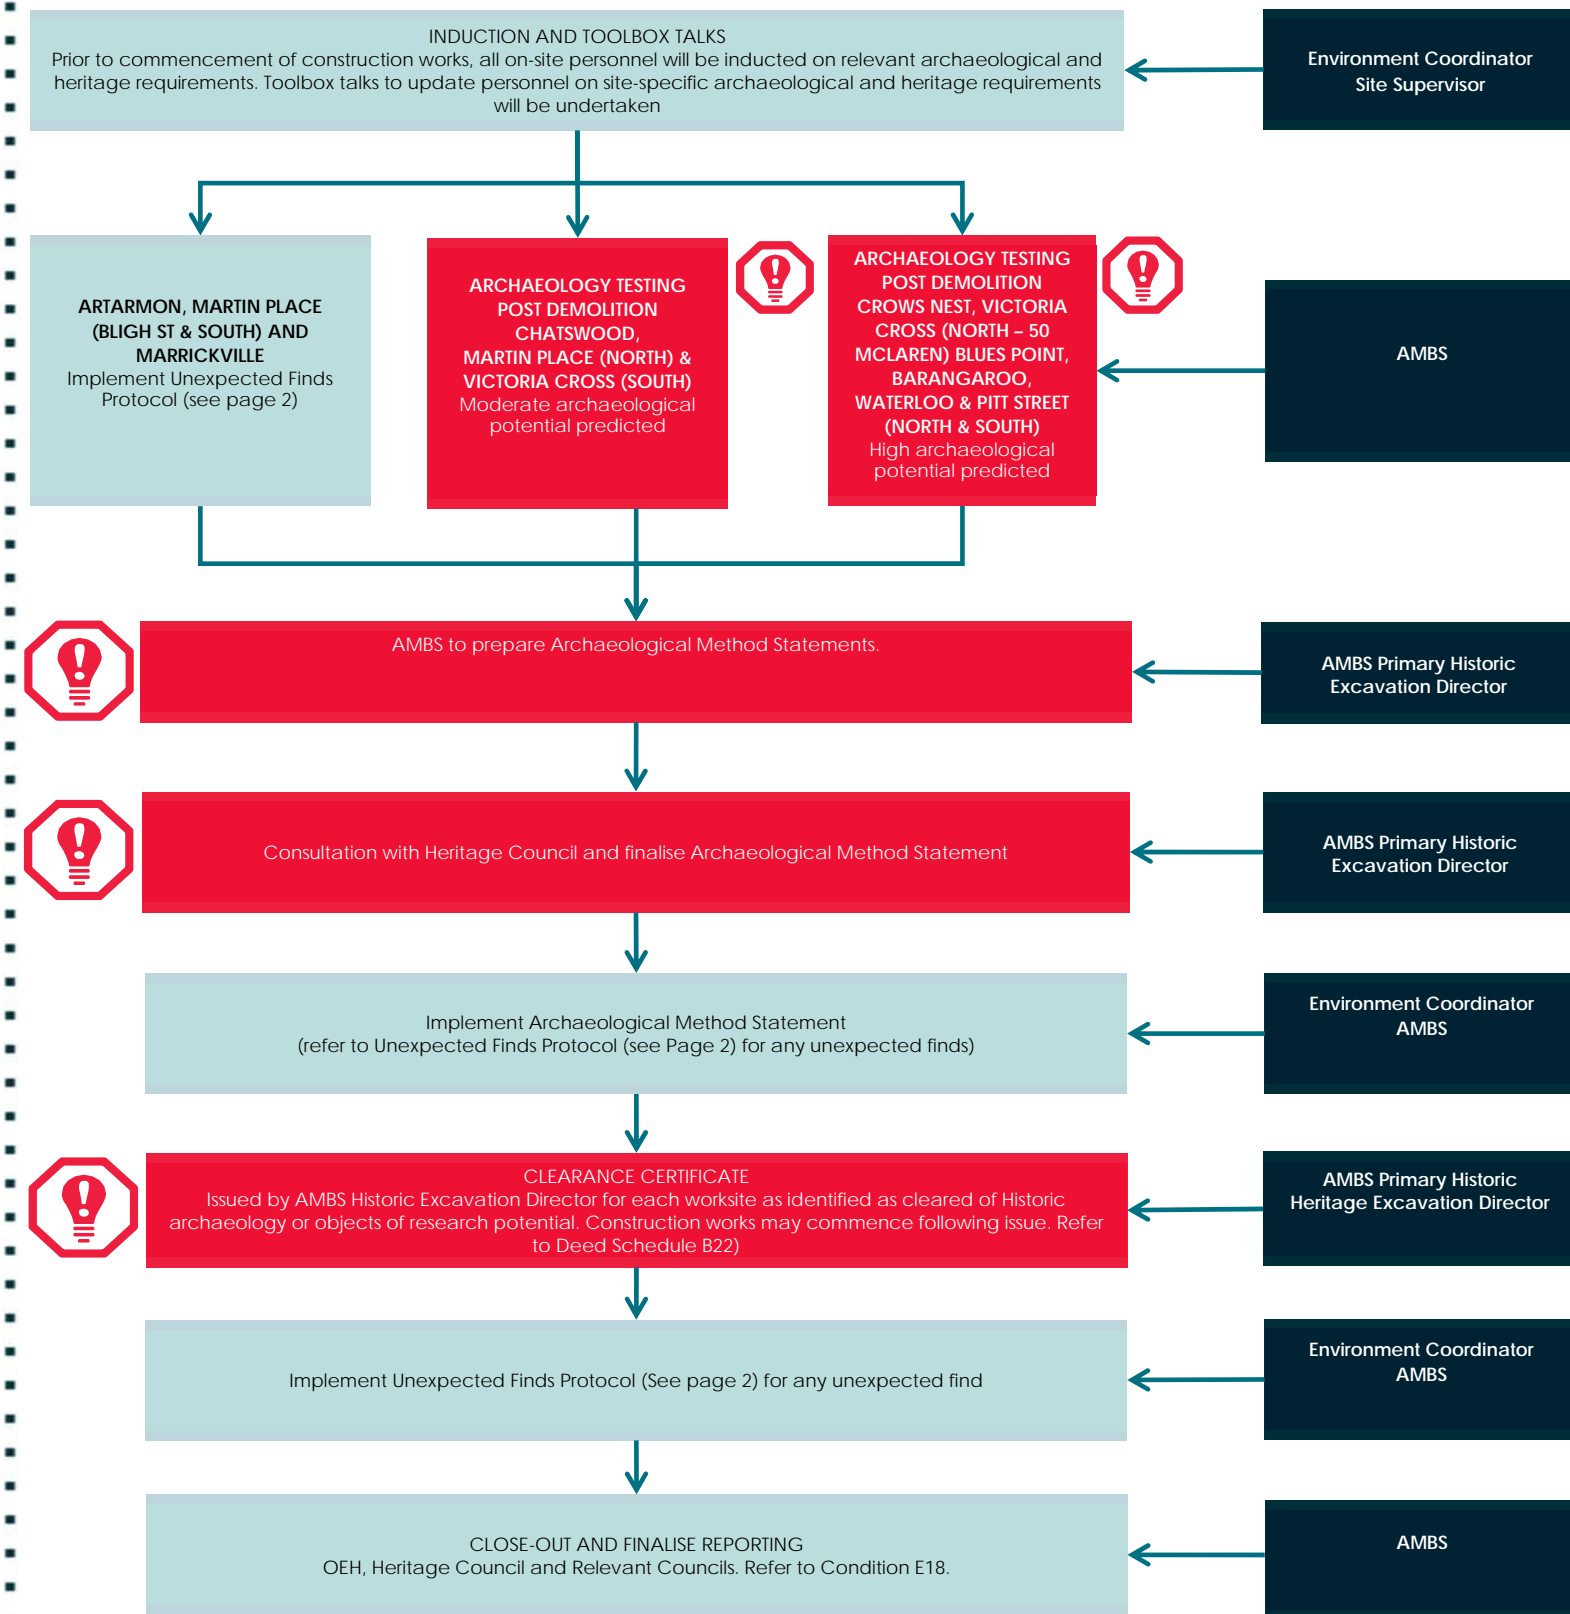 INDUCTION AND TOOLBOX TALKS
Prior to commencement of construction works, all on-site personnel will be inducted on relevant archaeological and
heritage requirements. Toolbox talks to update personnel on site-specific archaeological and heritage requirements
will be undertaken
Environment Coordinator
Site Supervisor
ARTARMON, MARTIN PLACE
(BLIGH ST & SOUTH) AND
MARRICKVILLE
Implement Unexpected Finds
Protocol (see page 2)
ARCHAEOLOGY TESTING
POST DEMOLITION
CHATSWOOD,
MARTIN PLACE (NORTH) &
VICTORIA CROSS (SOUTH)
Moderate archaeological
potential predicted
ARCHAEOLOGY TESTING
POST DEMOLITION
CROWS NEST, VICTORIA
CROSS (NORTH – 50
MCLAREN) BLUES POINT,
BARANGAROO,
WATERLOO & PITT STREET
(NORTH & SOUTH)
High archaeological
potential predicted
AMBS
AMBS to prepare Archaeological Method Statements.
AMBS Primary Historic
Excavation Director
Consultation with Heritage Council and finalise Archaeological Method Statement
AMBS Primary Historic
Excavation Director
Implement Archaeological Method Statement
(refer to Unexpected Finds Protocol (see Page 2) for any unexpected finds)
Environment Coordinator
AMBS
CLEARANCE CERTIFICATE
Issued by AMBS Historic Excavation Director for each worksite as identified as cleared of Historic
archaeology or objects of research potential. Construction works may commence following issue. Refer
to Deed Schedule B22)
AMBS Primary Historic
Heritage Excavation Director
Implement Unexpected Finds Protocol (See page 2) for any unexpected find
Environment Coordinator
AMBS
CLOSE-OUT AND FINALISE REPORTING
OEH, Heritage Council and Relevant Councils. Refer to Condition E18.
AMBS